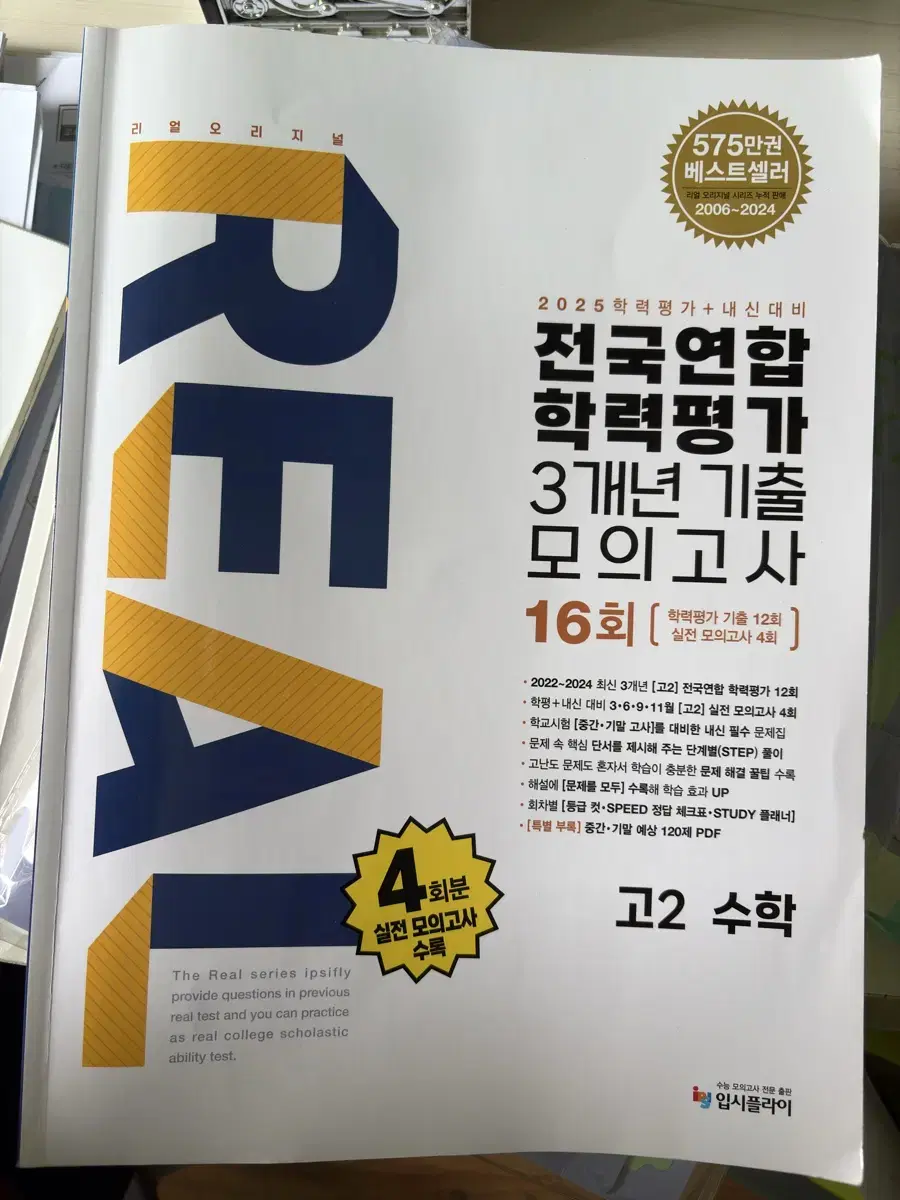 리얼오리지널
REAL
575만권
베스트셀러
리얼 오리지널 시리즈 누적 판매
2006~2024
2025학력평가+내신대비
전국연합
학력평가
3개년 기출
모의고사
16회 [ 학력평가 기출 12회
실전 모의고사 4회 ]
• 2022~2024 최신 3개년 [고2] 전국연합 학력평가 12회
• 학평+내신 대비 3•6•9•11월 [고2] 실전 모의고사 4회
• 학교시험 [중간•기말 고사]를 대비한 내신 필수 문제집
• 문제 속 핵심 단서를 제시해 주는 단계별(STEP) 풀이
• 고난도 문제도 혼자서 학습이 충분한 문제 해결 꿀팁 수록
• 해설에 [문제를 모두] 수록해 학습 효과 UP
• 회차별 [등급 컷•SPEED 정답 체크표•STUDY 플래너]
• [특별 부록] 중간•기말 예상 120제 PDF
4회분
실전 모의고사
수록
고2 수학
The Real series ipsifly
provide questions in previous
real test and you can practice
as real college scholastic
ability test.
수능 모의고사 전문 출판
ipsi 입시플라이